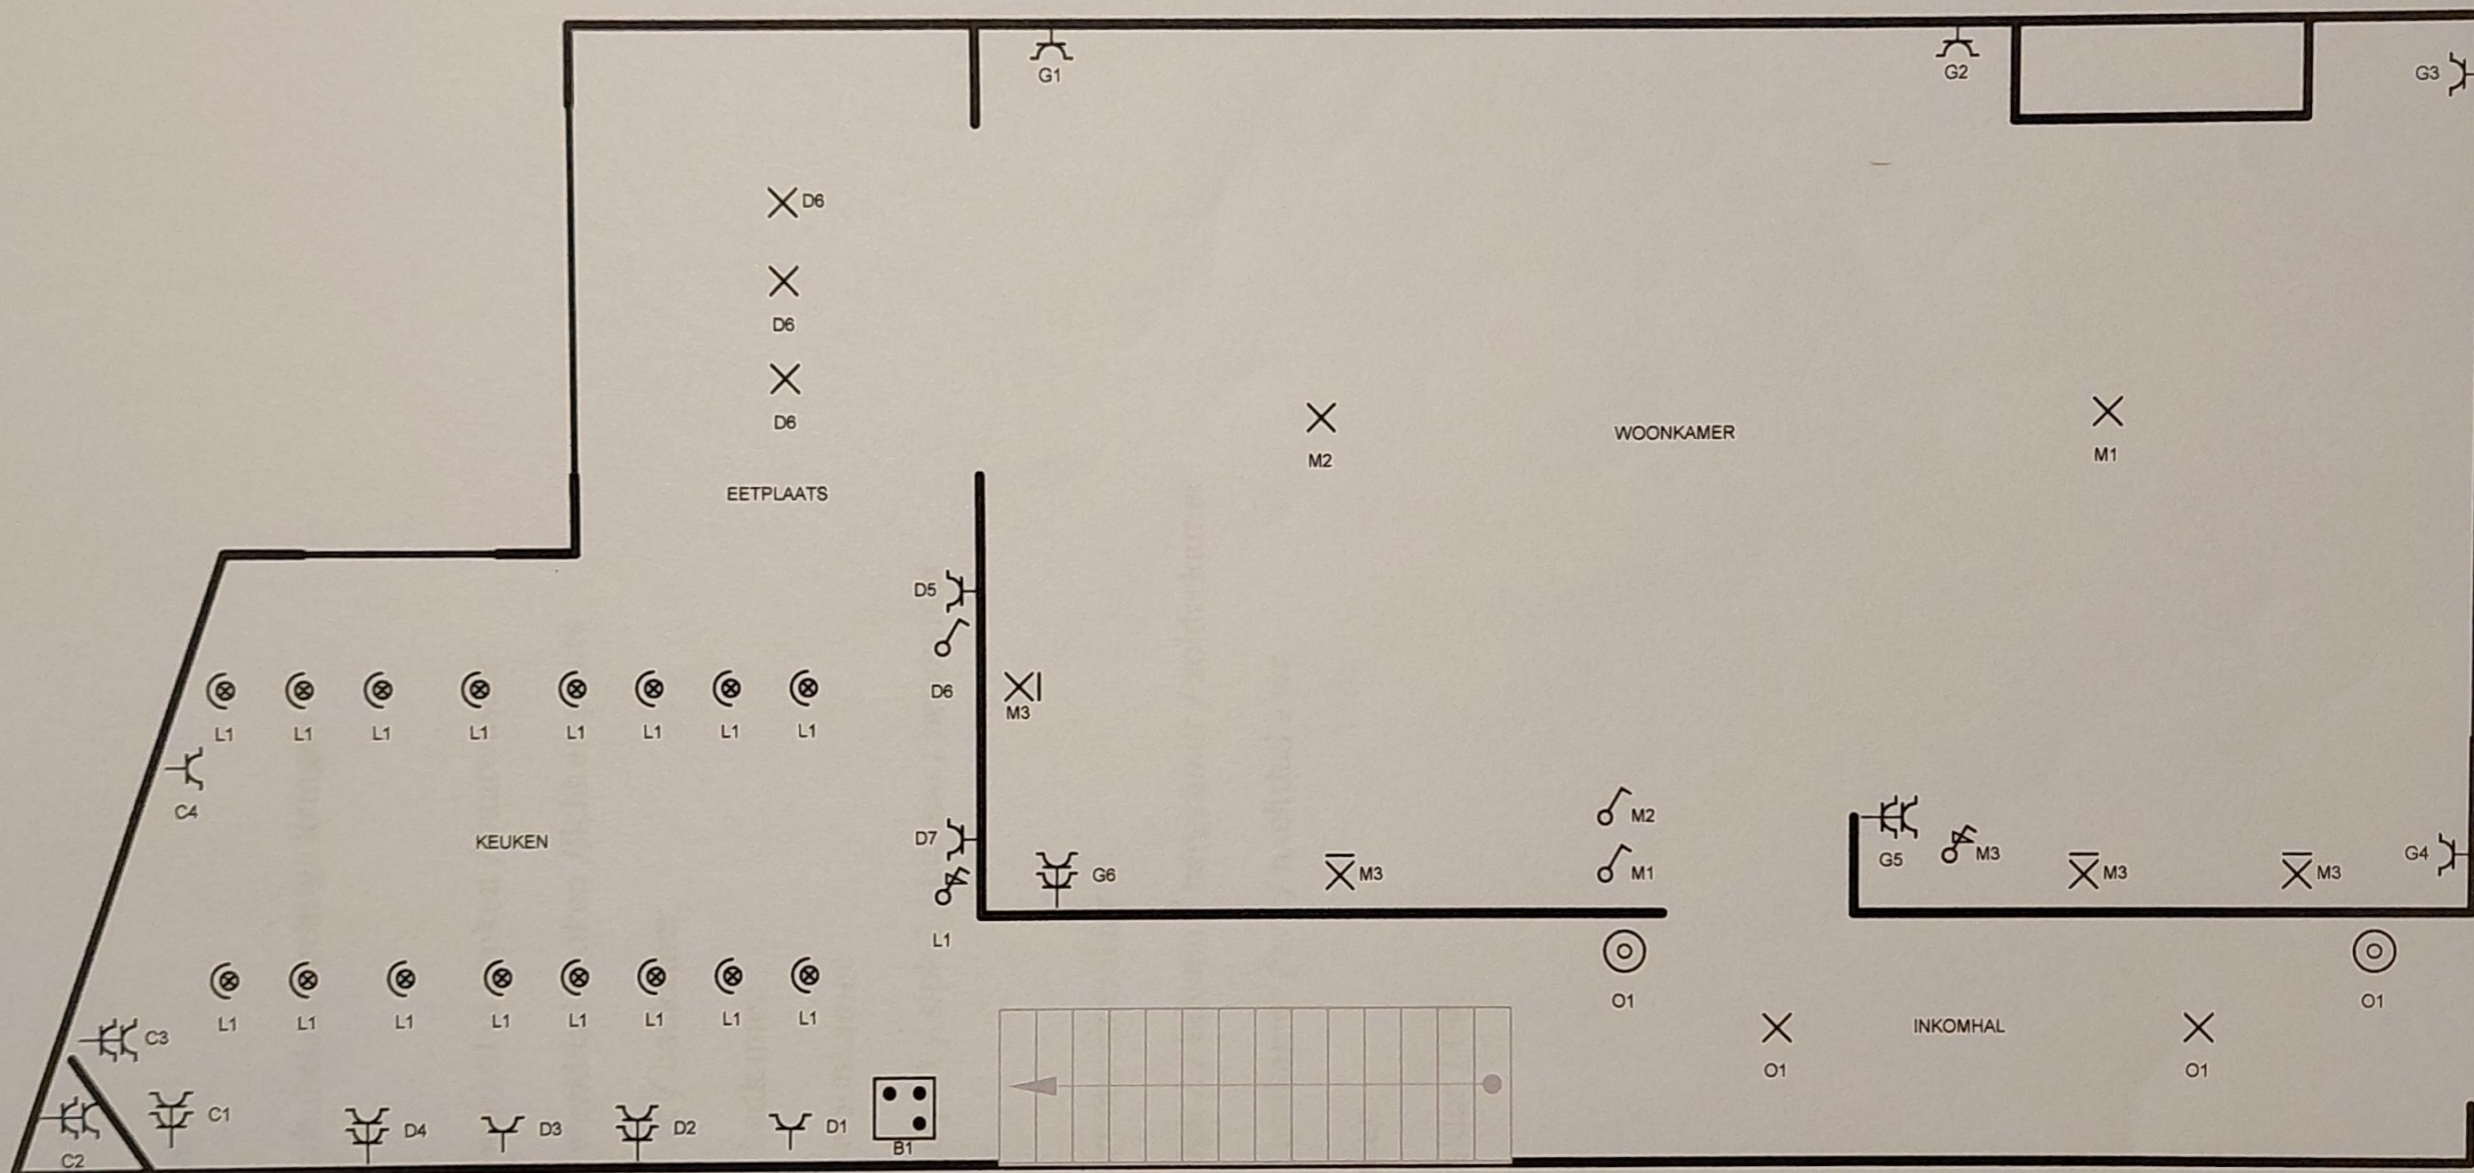 G1
G2
G3
D6
D6
D6
M2
WOONKAMER
M1
EETPLAATS
D5
D6
M3
L1
L1
L1
L1
L1
L1
L1
L1
C4
KEUKEN
D7
G6
M3
M2
M1
G5
M3
M3
M3
G4
L1
O1
O1
L1
L1
L1
L1
L1
L1
L1
L1
C3
O1
INKOMHAL
O1
C1
C2
D4
D3
D2
D1
B1